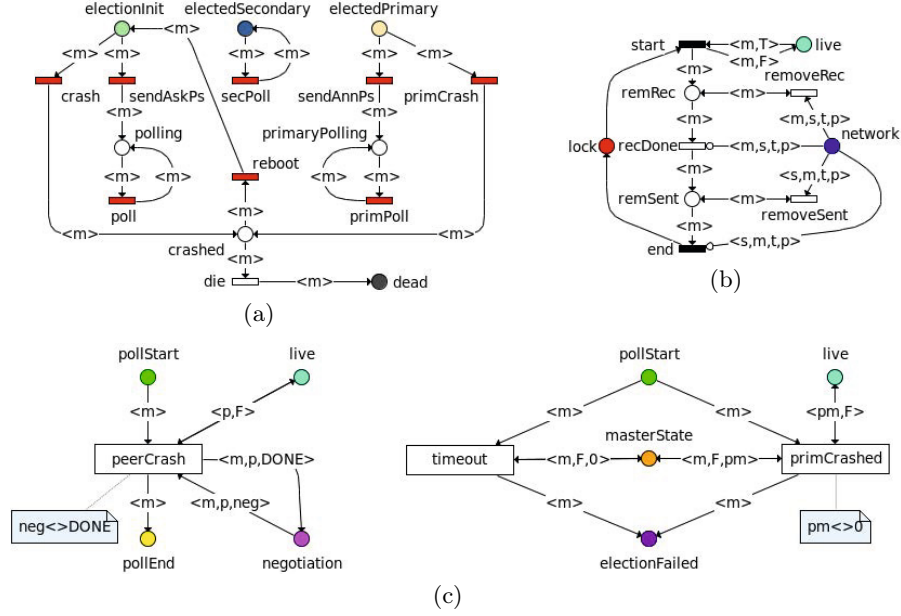 electionInit <m> electedSecondary electedPrimary
<m> <m> <m> <m> <m> <m>
crash sendAskPs secPoll sendAnnPs primCrash
<m> <m>
polling primaryPolling
<m> <m> reboot <m> <m>
poll primPoll
<m> <m> <m>
crashed
<m>
die <m> dead
(a)
start <m,T> live
<m,F>
<m> removeRec
remRec <m>
<m> <m,s,t,p> network
lock recDone <m,s,t,p>
<m> <s,m,t,p>
remSent <m>
<m> removeSent
end <s,m,t,p>
(b)
pollStart live
<m> <p,F>
peerCrash <m,p,DONE>
<m> <m,p,neg>
neg<>DONE
pollEnd negotiation
pollStart live
<m> <m> <pm,F>
masterState
timeout <m,F,0> <m,F,pm> primCrashed
<m> <m>
pm<>0
electionFailed
(c)